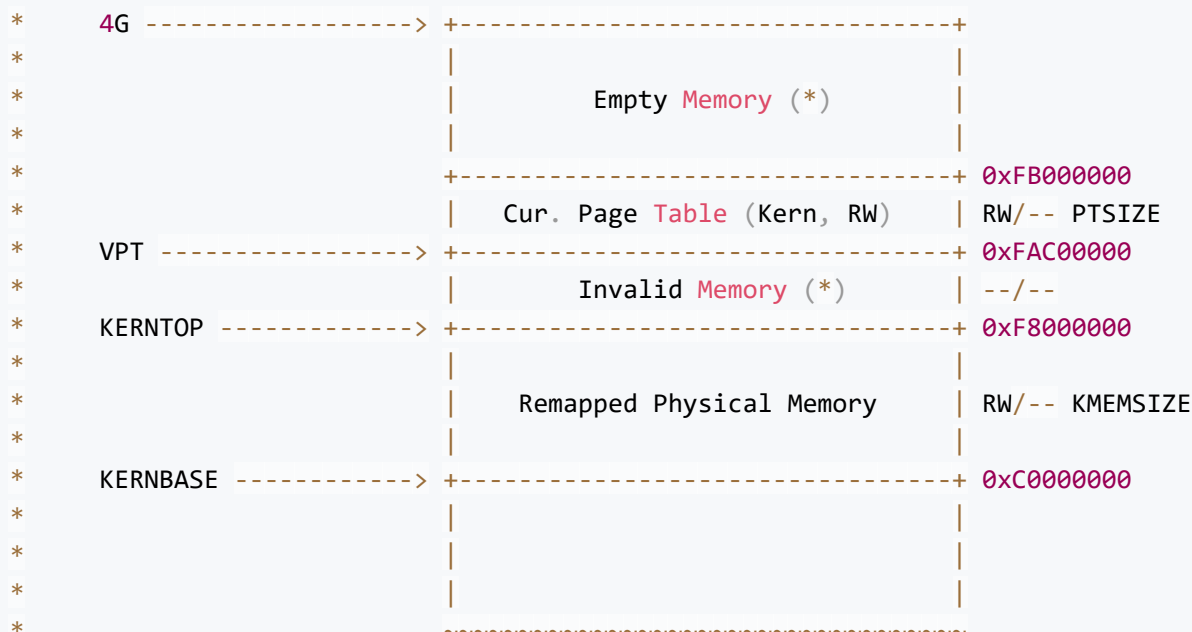 * 4G ------------------> +---------------------------------+
* | |
* | Empty Memory (*) |
* | |
* +---------------------------------+ 0xFB000000
* | Cur. Page Table (Kern, RW) | RW/-- PTSIZE
* VPT -----------------> +---------------------------------+ 0xFAC00000
* | Invalid Memory (*) | --/--
* KERNTOP -------------> +---------------------------------+ 0xF8000000
* | |
* | Remapped Physical Memory | RW/-- KMEMSIZE
* | |
* KERNBASE ------------> +---------------------------------+ 0xC0000000
* | |
* | |
* | |
*